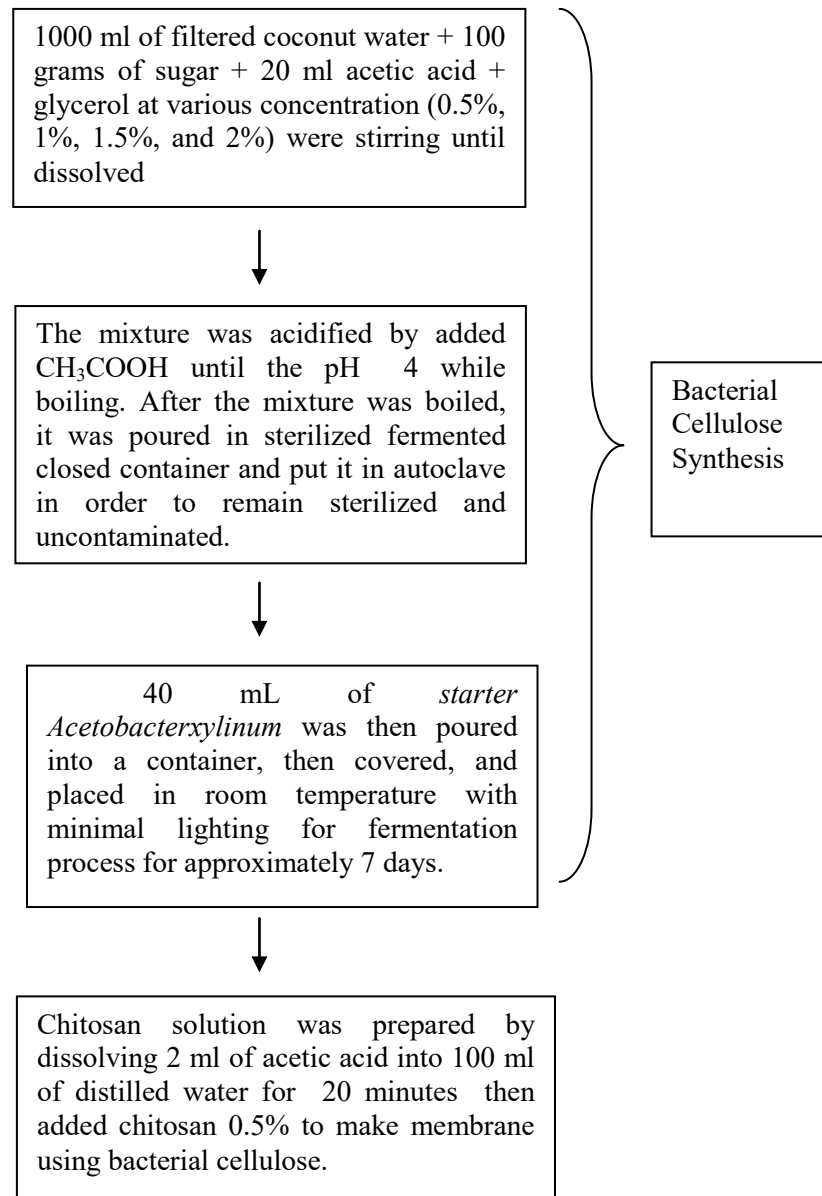 1000 ml of filtered coconut water + 100
grams of sugar + 20 ml acetic acid +
glycerol at various concentration (0.5%,
1%, 1.5%, and 2%) were stirring until
dissolved
The mixture was acidified by added
CH₃COOH until the pH 4 while
boiling. After the mixture was boiled,
it was poured in sterilized fermented
closed container and put it in autoclave
in order to remain sterilized and
uncontaminated.
Bacterial
Cellulose
Synthesis
40 mL of starter
Acetobacterxylinum was then poured
into a container, then covered, and
placed in room temperature with
minimal lighting for fermentation
process for approximately 7 days.
Chitosan solution was prepared by
dissolving 2 ml of acetic acid into 100 ml
of distilled water for 20 minutes then
added chitosan 0.5% to make membrane
using bacterial cellulose.